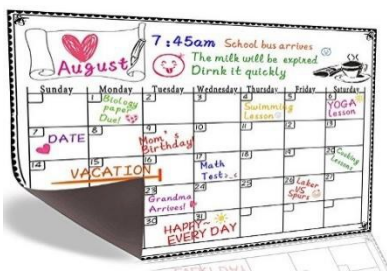 August
7:45am School bus arrives
The milk will be expired
Dirnk it quickly
Sunday Monday Tuesday Wednesday Thursday Friday Saturday
1 2 3 4 5 6
Biology
paper
Due!
Swimming
Lesson
YOGA
Lesson
7 8 9 10 11 12 13
DATE
Mom's
Birthday!
14 15 16 17 18 19 20
VACATION
Math
Test>_<
Cooking
Lessons
23 24 25 26 27
Grandma
Arrives!
Laker
VS
Spurs
30 31
HAPPY~
EVERY DAY